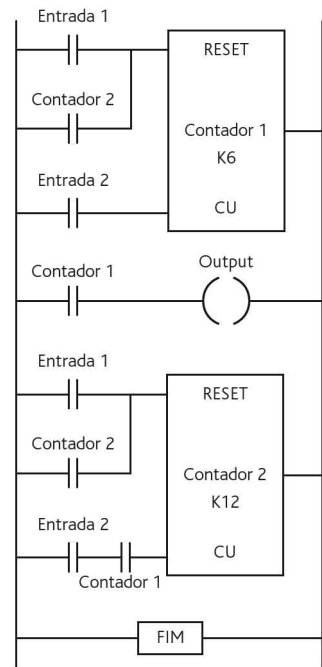 Entrada 1
RESET
Contador 2
Contador 1
K6
Entrada 2
CU
Contador 1
Output
Entrada 1
RESET
Contador 2
Contador 2
K12
Entrada 2
CU
Contador 1
FIM